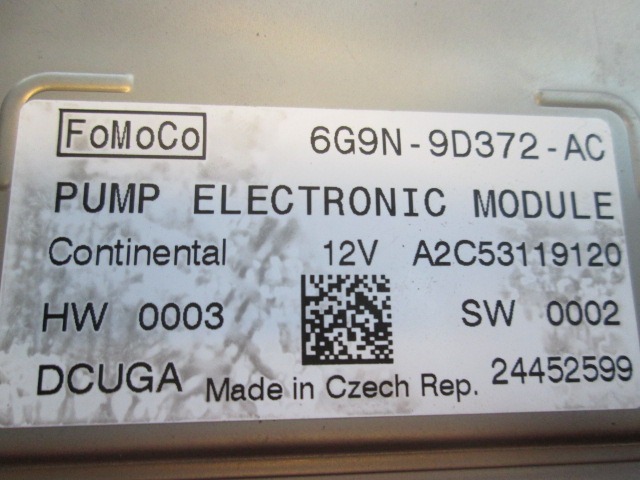 FoMoCo 6G9N-9D372-AC
PUMP ELECTRONIC MODULE
Continental 12V A2C53119120
HW 0003 SW 0002
DCUGA Made in Czech Rep. 24452599